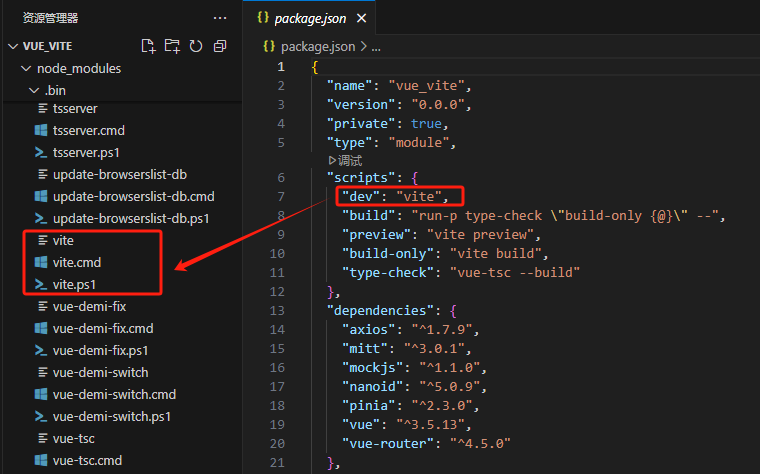 资源管理器
VUE_VITE
node_modules
.bin
tsserver
tsserver.cmd
tsserver.ps1
update-browserslist-db
update-browserslist-db.cmd
update-browserslist-db.ps1
vite
vite.cmd
vite.ps1
vue-demi-fix
vue-demi-fix.cmd
vue-demi-fix.ps1
vue-demi-switch
vue-demi-switch.cmd
vue-demi-switch.ps1
vue-tsc
vue-tsc.cmd
{} package.json
{} package.json > ...
1 {
2 "name": "vue_vite",
3 "version": "0.0.0",
4 "private": true,
5 "type": "module",
调试
6 "scripts": {
7 "dev": "vite",
8 "build": "run-p type-check \"build-only {@}\" --",
9 "preview": "vite preview",
10 "build-only": "vite build",
11 "type-check": "vue-tsc --build"
12 },
13 "dependencies": {
14 "axios": "^1.7.9",
15 "mitt": "^3.0.1",
16 "mockjs": "^1.1.0",
17 "nanoid": "^5.0.9",
18 "pinia": "^2.3.0",
19 "vue": "^3.5.13",
20 "vue-router": "^4.5.0"
21 },